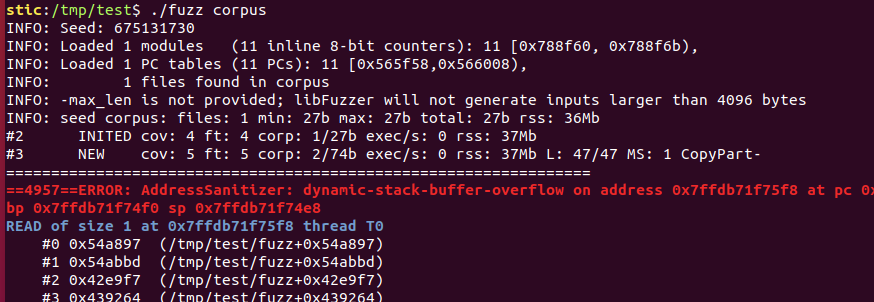 stic:/tmp/test$ ./fuzz corpus
INFO: Seed: 675131730
INFO: Loaded 1 modules   (11 inline 8-bit counters): 11 [0x788f60, 0x788f6b),
INFO: Loaded 1 PC tables (11 PCs): 11 [0x565f58,0x566008),
INFO:        1 files found in corpus
INFO: -max_len is not provided; libFuzzer will not generate inputs larger than 4096 bytes
INFO: seed corpus: files: 1 min: 27b max: 27b total: 27b rss: 36Mb
#2      INITED cov: 4 ft: 4 corp: 1/27b exec/s: 0 rss: 37Mb
#3      NEW    cov: 5 ft: 5 corp: 2/74b exec/s: 0 rss: 37Mb L: 47/47 MS: 1 CopyPart-
=================================================================
==4957==ERROR: AddressSanitizer: dynamic-stack-buffer-overflow on address 0x7ffdb71f75f8 at pc 0
bp 0x7ffdb71f74f0 sp 0x7ffdb71f74e8
READ of size 1 at 0x7ffdb71f75f8 thread T0
    #0 0x54a897  (/tmp/test/fuzz+0x54a897)
    #1 0x54abbd  (/tmp/test/fuzz+0x54abbd)
    #2 0x42e9f7  (/tmp/test/fuzz+0x42e9f7)
    #3 0x439264  (/tmp/test/fuzz+0x439264)